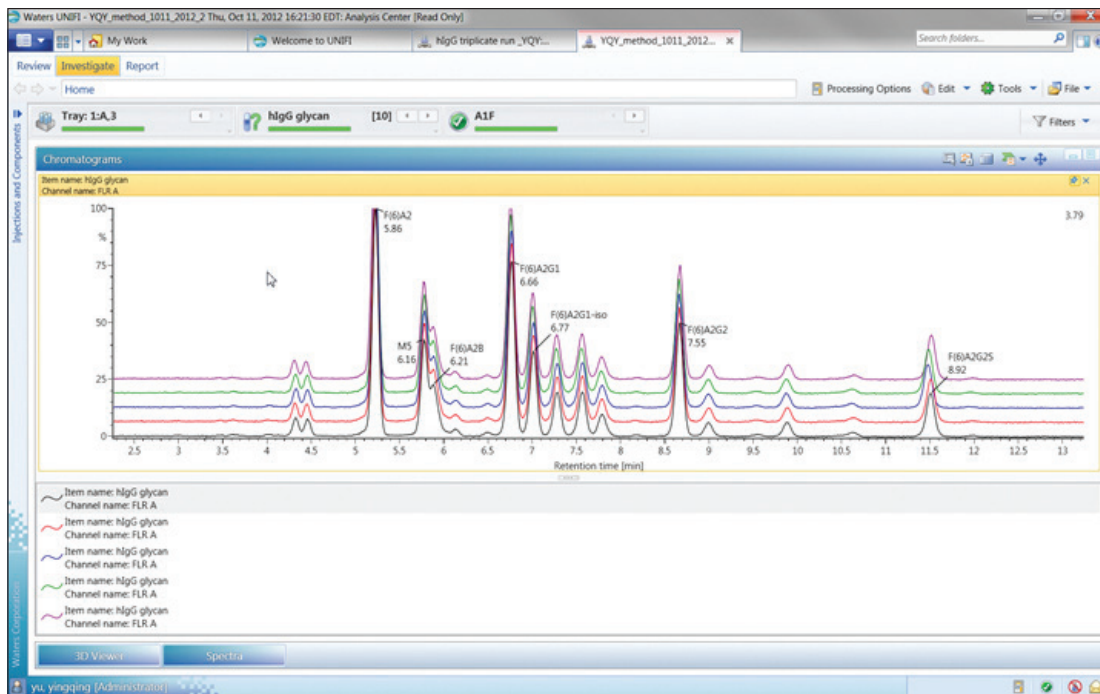 Waters UNIFI - YQY_method_1011_2012_2 Thu, Oct 11, 2012 16:21:30 EDT: Analysis Center [Read Only]
My Work
Welcome to UNIFI
hIgG triplicate run _YQY:...
YQY_method_1011_2012...
Search folders...
Review Investigate Report
Home
Processing Options
Edit
Tools
File
Tray: 1:A,3
hIgG glycan [10]
A1F
Filters
Injections and Components
Chromatograms
Item name: hIgG glycan
Channel name: FLR A
3.79
100
%
75
50
25
0
F(6)A2
5.86
M5
6.16
F(6)A2B
6.21
F(6)A2G1
6.66
F(6)A2G1-iso
6.77
F(6)A2G2
7.55
F(6)A2G2S
8.92
2.5 3 3.5 4 4.5 5 5.5 6 6.5 7 7.5 8 8.5 9 9.5 10 10.5 11 11.5 12 12.5 13
Retention time [min]
Item name: hIgG glycan
Channel name: FLR A
Item name: hIgG glycan
Channel name: FLR A
Item name: hIgG glycan
Channel name: FLR A
Item name: hIgG glycan
Channel name: FLR A
Item name: hIgG glycan
Channel name: FLR A
Waters Corporation
3D Viewer
Spectra
yu, yingqing [Administrator]